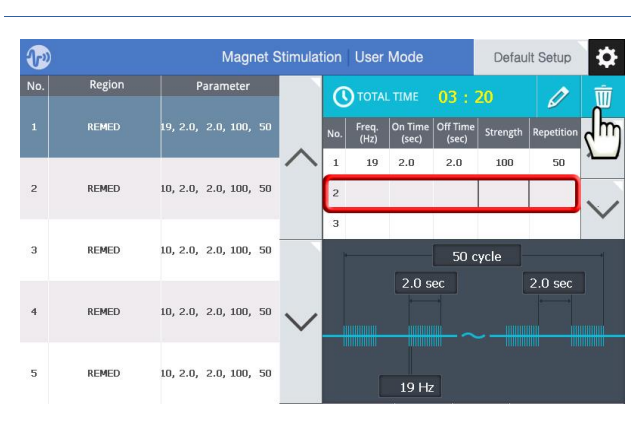 Magnet Stimulation User Mode Default Setup
No. Region Parameter
1 REMED 19, 2.0, 2.0, 100, 50
2 REMED 10, 2.0, 2.0, 100, 50
3 REMED 10, 2.0, 2.0, 100, 50
4 REMED 10, 2.0, 2.0, 100, 50
5 REMED 10, 2.0, 2.0, 100, 50
TOTAL TIME 03 : 20
No. Freq. (Hz) On Time (sec) Off Time (sec) Strength Repetition
1 19 2.0 2.0 100 50
2
3
50 cycle
2.0 sec 2.0 sec
19 Hz